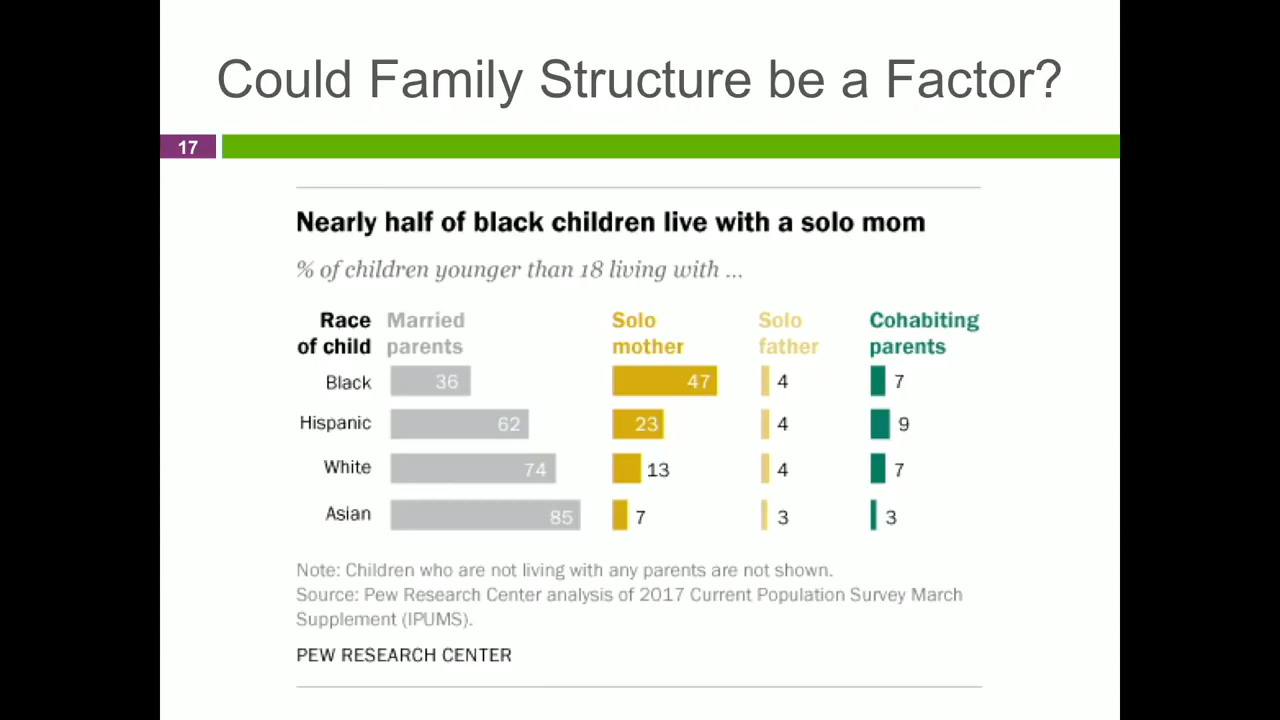 Could Family Structure be a Factor?
17
Nearly half of black children live with a solo mom
% of children younger than 18 living with ...
Race of child Married parents Solo mother Solo father Cohabiting parents
Black 36 47 4 7
Hispanic 62 23 4 9
White 74 13 4 7
Asian 85 7 3 3
Note: Children who are not living with any parents are not shown.
Source: Pew Research Center analysis of 2017 Current Population Survey March
Supplement (IPUMS).
PEW RESEARCH CENTER